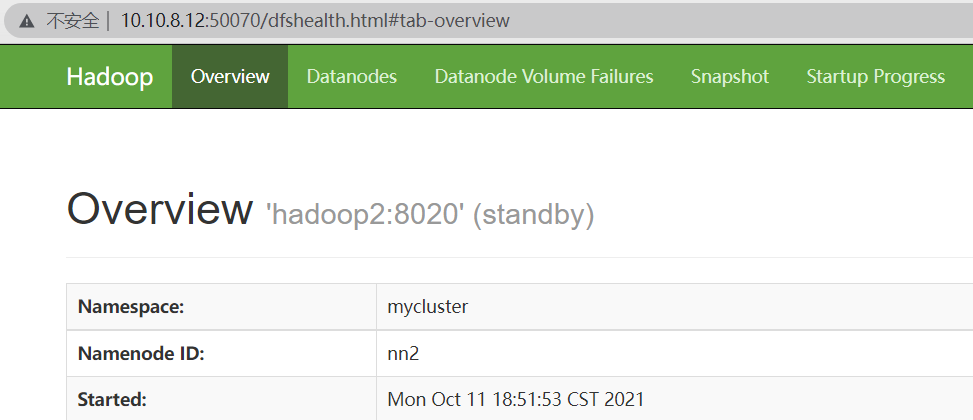 不安全 | 10.10.8.12:50070/dfshealth.html#tab-overview
Hadoop Overview Datanodes Datanode Volume Failures Snapshot Startup Progress
Overview 'hadoop2:8020' (standby)
Namespace: mycluster
Namenode ID: nn2
Started: Mon Oct 11 18:51:53 CST 2021